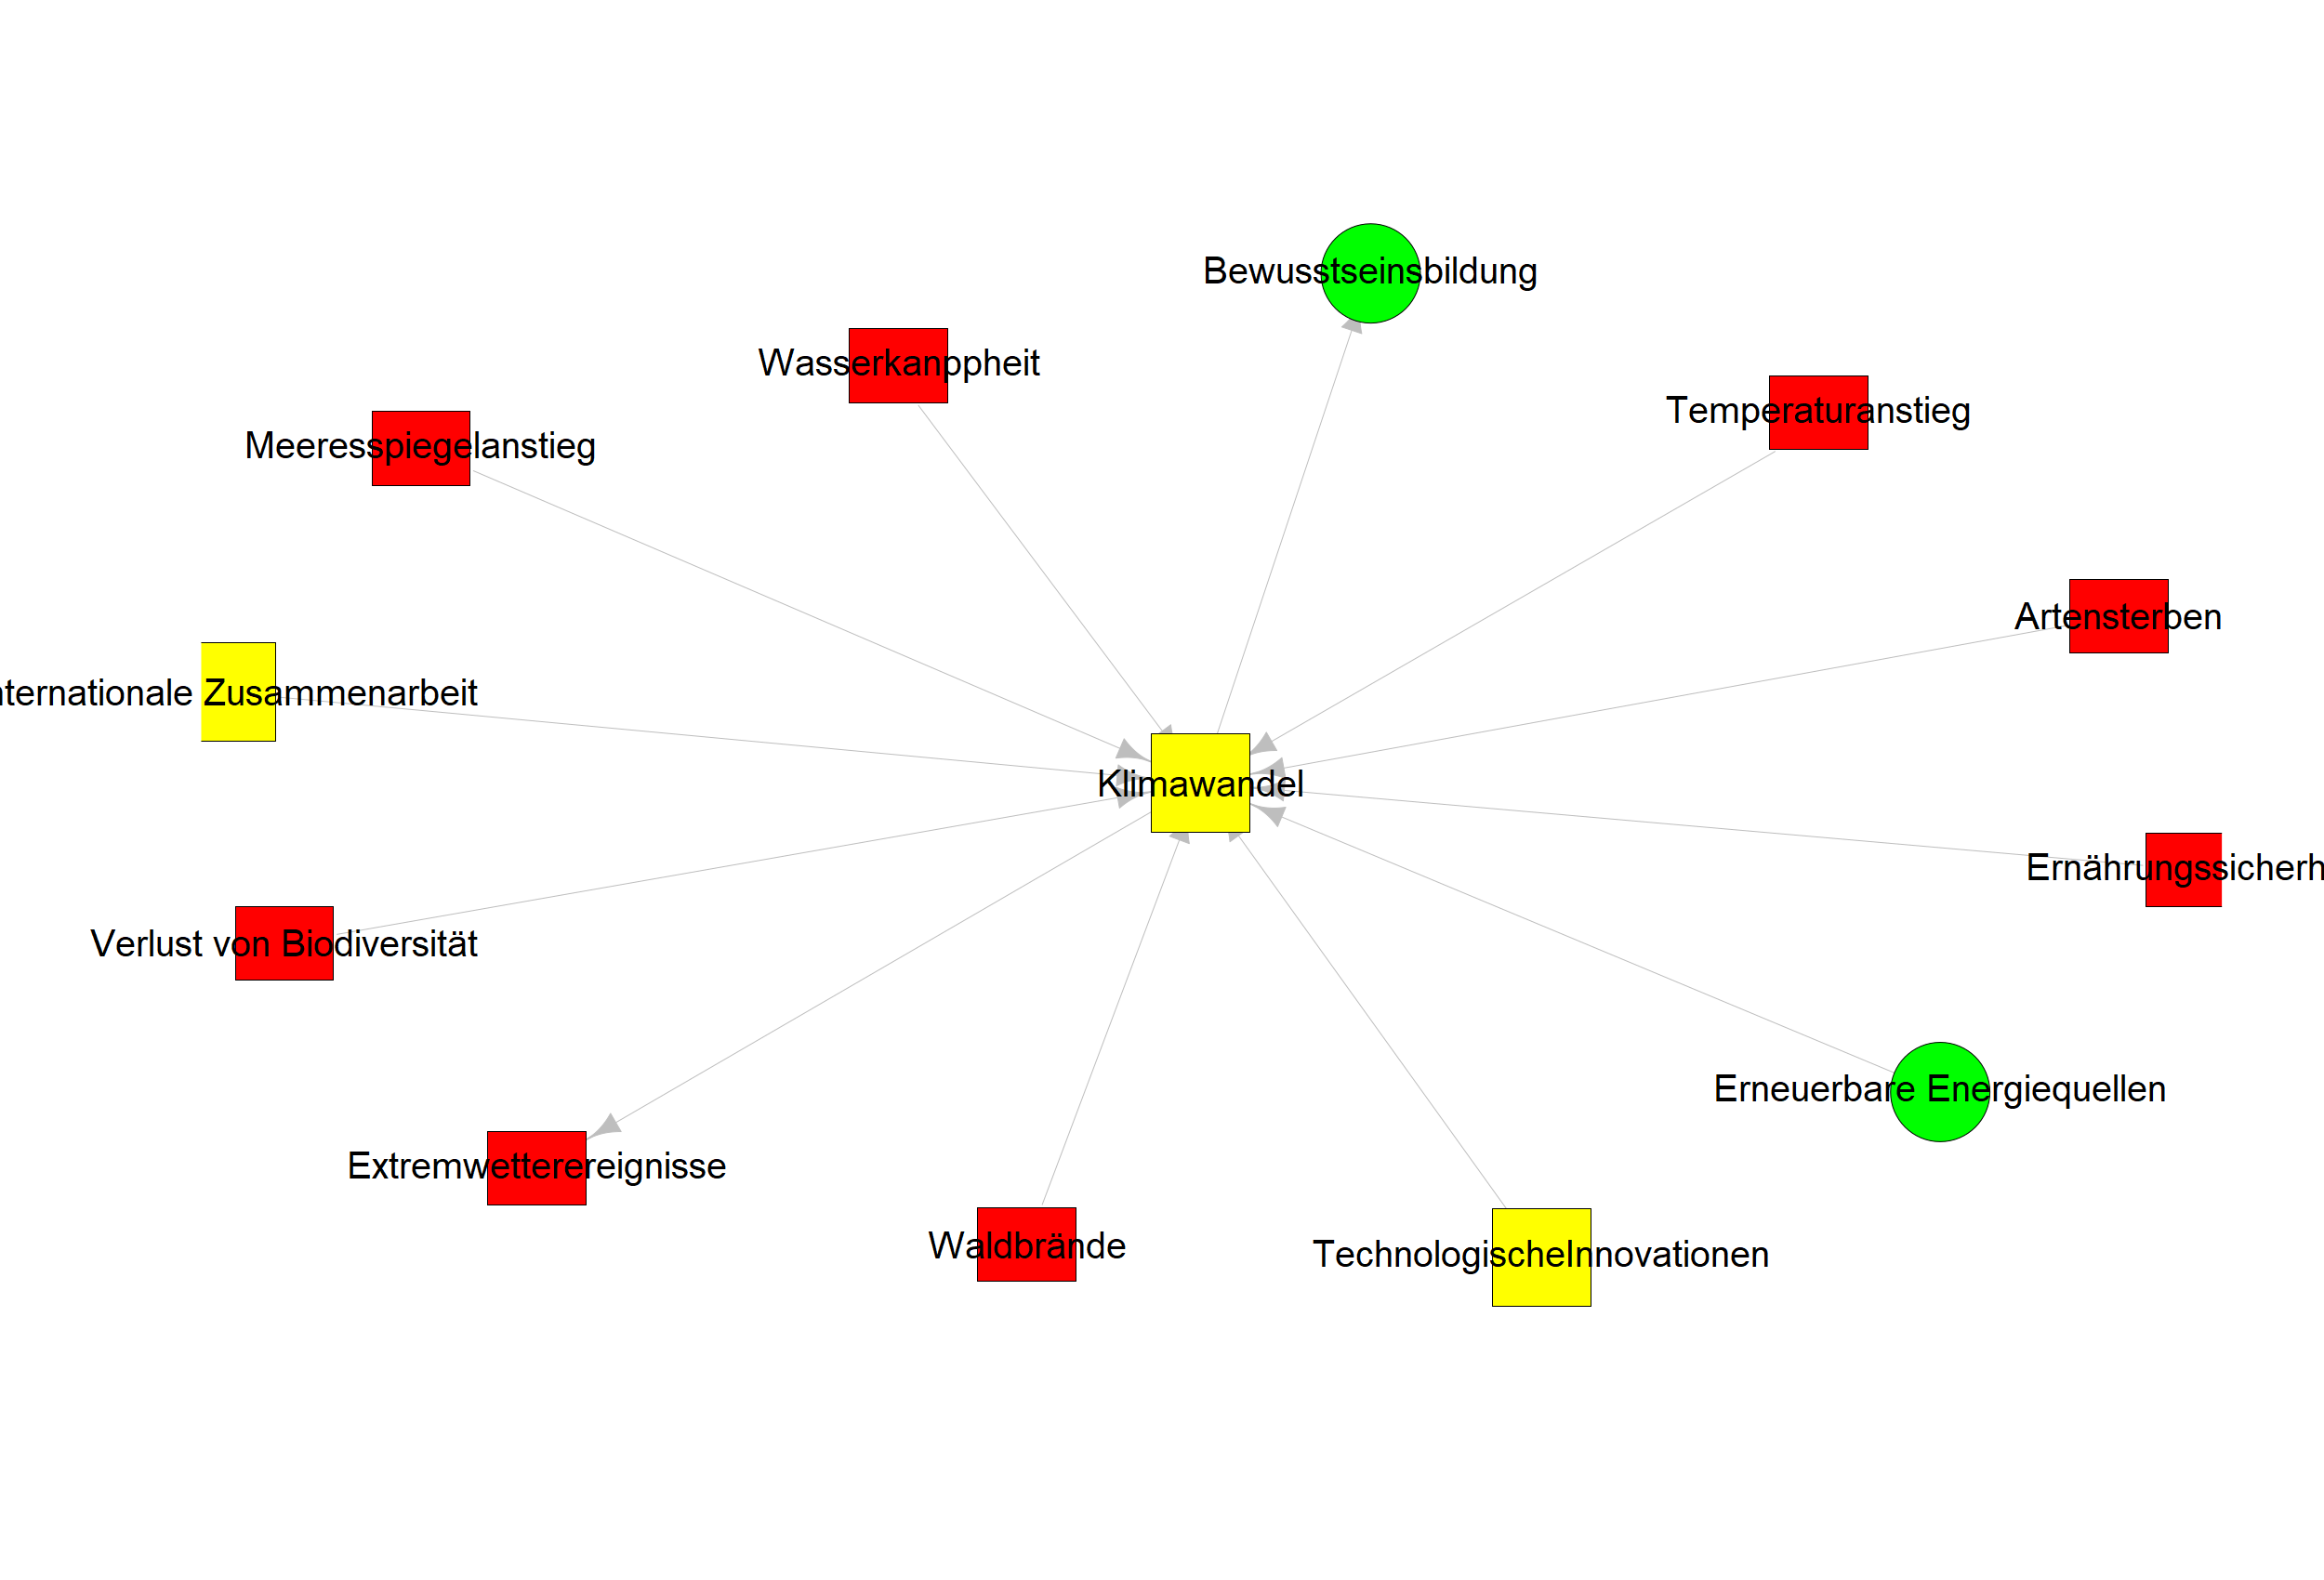 Bewusstseinsbildung
Wasserkanppheit
Temperaturanstieg
Meeresspiegelanstieg
Artensterben
nternationale Zusammenarbeit
Klimawandel
Ernährungssicherh
Verlust von Biodiversität
Erneuerbare Energiequellen
Extremwetterereignisse
Waldbrände
TechnologischeInnovationen